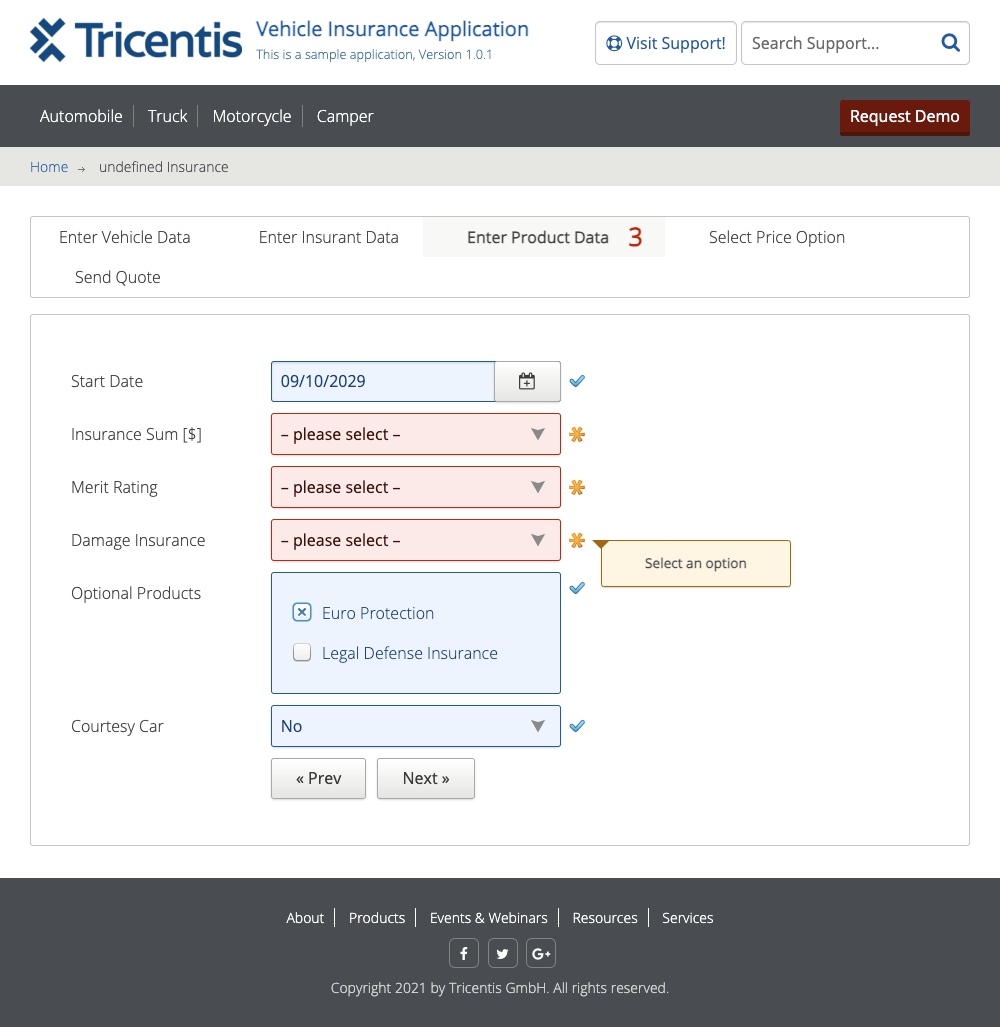 Tricentis
Vehicle Insurance Application
This is a sample application, Version 1.0.1
Visit Support!
Search Support...
Automobile
Truck
Motorcycle
Camper
Request Demo
Home → undefined Insurance
Enter Vehicle Data
Enter Insurant Data
Enter Product Data 3
Select Price Option
Send Quote
Start Date
09/10/2029
Insurance Sum [$]
– please select –
Merit Rating
– please select –
Damage Insurance
– please select –
Select an option
Optional Products
Euro Protection
Legal Defense Insurance
Courtesy Car
No
« Prev
Next »
About
Products
Events & Webinars
Resources
Services
f
G+
Copyright 2021 by Tricentis GmbH. All rights reserved.